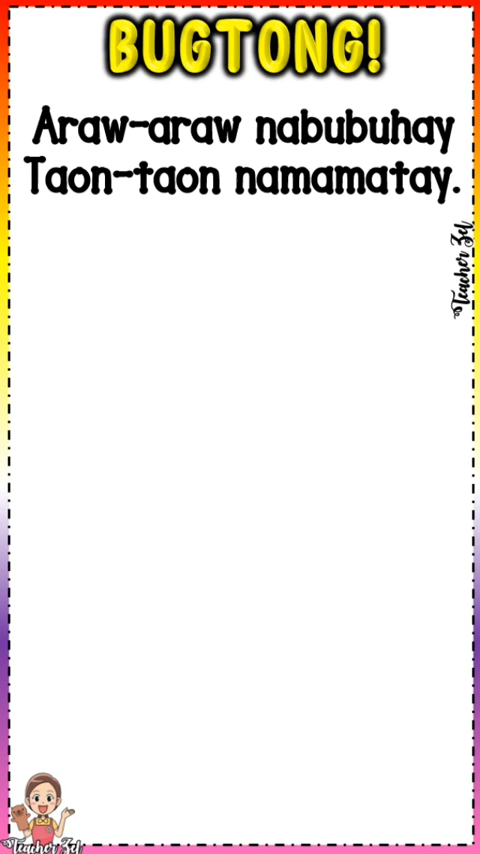 BUGTONG!
Araw-araw nabubuhay
Taon-taon namamatay.
Teacher Zel
Teacher Zel